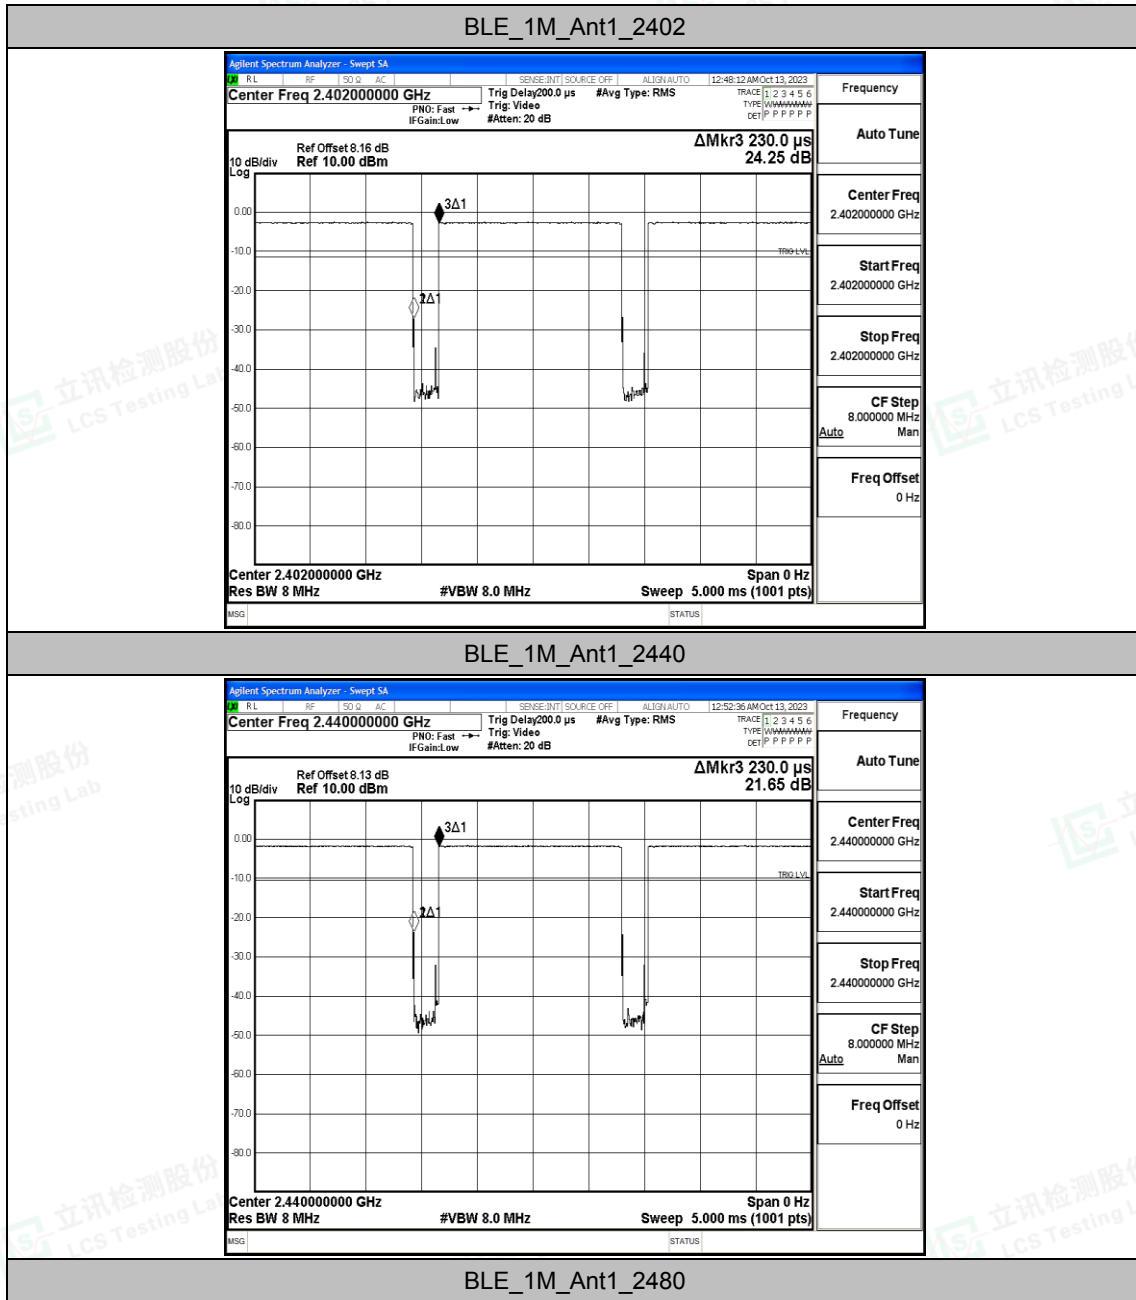 BLE_1M_Ant1_2402
Agilent Spectrum Analyzer - Swept SA
LXI RL RF 50 Ω AC SENSE:INT SOURCE OFF ALIGN AUTO 12:48:12 AM Oct 13, 2023
Center Freq 2.402000000 GHz
PNO: Fast
IFGain:Low
Trig Delay200.0 µs
Trig: Video
#Atten: 20 dB
#Avg Type: RMS
TRACE 1 2 3 4 5 6
TYPE WWWWWW
DET P P P P P P
ΔMkr3 230.0 µs
24.25 dB
Ref Offset 8.16 dB
10 dB/div Ref 10.00 dBm
Log
0.00
-10.0
-20.0
-30.0
-40.0
-50.0
-60.0
-70.0
-80.0
3Δ1
2Δ1
TRIG LVL
Center 2.402000000 GHz Span 0 Hz
Res BW 8 MHz #VBW 8.0 MHz Sweep 5.000 ms (1001 pts)
MSG STATUS
Frequency
Auto Tune
Center Freq
2.402000000 GHz
Start Freq
2.402000000 GHz
Stop Freq
2.402000000 GHz
CF Step
8.000000 MHz
Auto Man
Freq Offset
0 Hz
BLE_1M_Ant1_2440
Agilent Spectrum Analyzer - Swept SA
LXI RL RF 50 Ω AC SENSE:INT SOURCE OFF ALIGN AUTO 12:52:36 AM Oct 13, 2023
Center Freq 2.440000000 GHz
PNO: Fast
IFGain:Low
Trig Delay200.0 µs
Trig: Video
#Atten: 20 dB
#Avg Type: RMS
TRACE 1 2 3 4 5 6
TYPE WWWWWW
DET P P P P P P
ΔMkr3 230.0 µs
21.65 dB
Ref Offset 8.13 dB
10 dB/div Ref 10.00 dBm
Log
0.00
-10.0
-20.0
-30.0
-40.0
-50.0
-60.0
-70.0
-80.0
3Δ1
2Δ1
TRIG LVL
Center 2.440000000 GHz Span 0 Hz
Res BW 8 MHz #VBW 8.0 MHz Sweep 5.000 ms (1001 pts)
MSG STATUS
Frequency
Auto Tune
Center Freq
2.440000000 GHz
Start Freq
2.440000000 GHz
Stop Freq
2.440000000 GHz
CF Step
8.000000 MHz
Auto Man
Freq Offset
0 Hz
BLE_1M_Ant1_2480
立讯检测股份
LCS Testing Lab